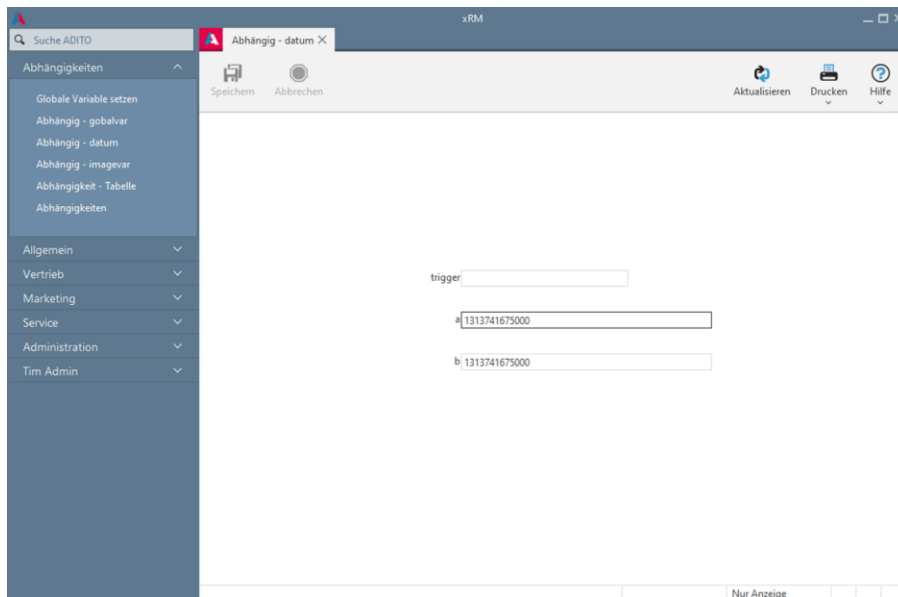 xRM
Suche ADITO
Abhängig - datum
Abhängigkeiten
Globale Variable setzen
Abhängig - gobalvar
Abhängig - datum
Abhängig - imagevar
Abhängigkeit - Tabelle
Abhängigkeiten
Allgemein
Vertrieb
Marketing
Service
Administration
Tim Admin
Speichern
Abbrechen
Aktualisieren
Drucken
Hilfe
trigger
a 1313741675000
b 1313741675000
Nur Anzeige